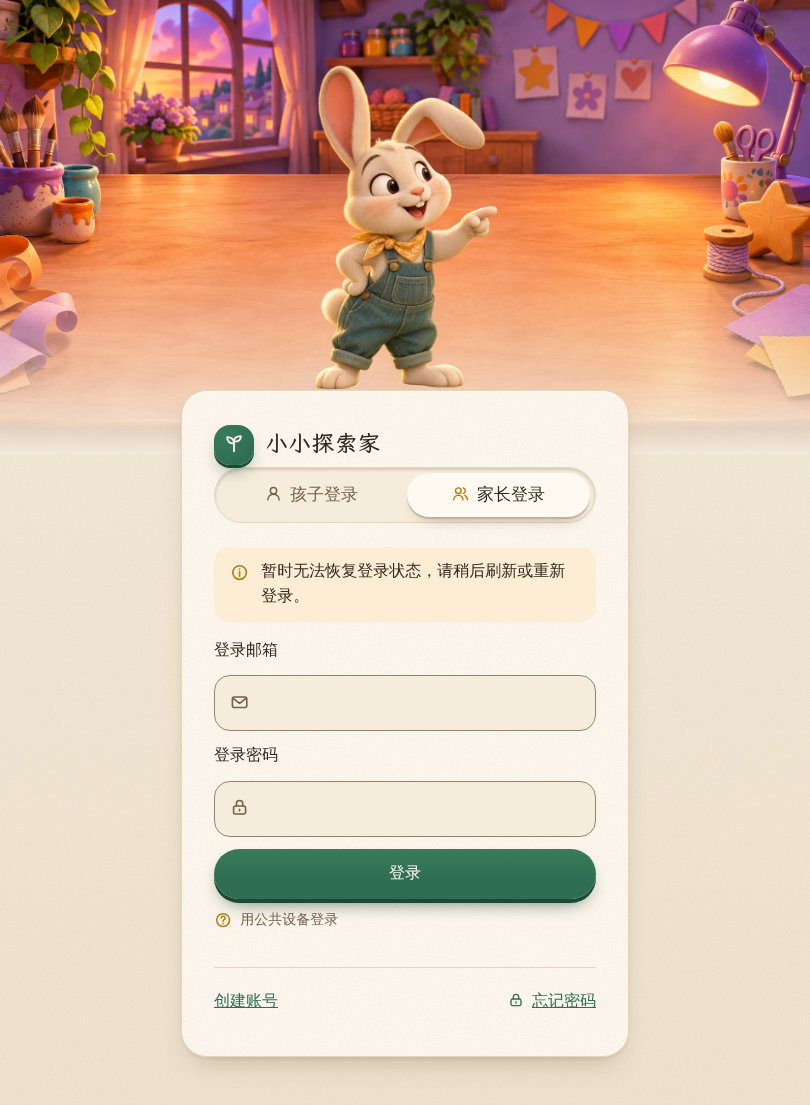 小小探索家
孩子登录
家长登录
暂时无法恢复登录状态，请稍后刷新或重新
登录。
登录邮箱
登录密码
登录
用公共设备登录
创建账号
忘记密码